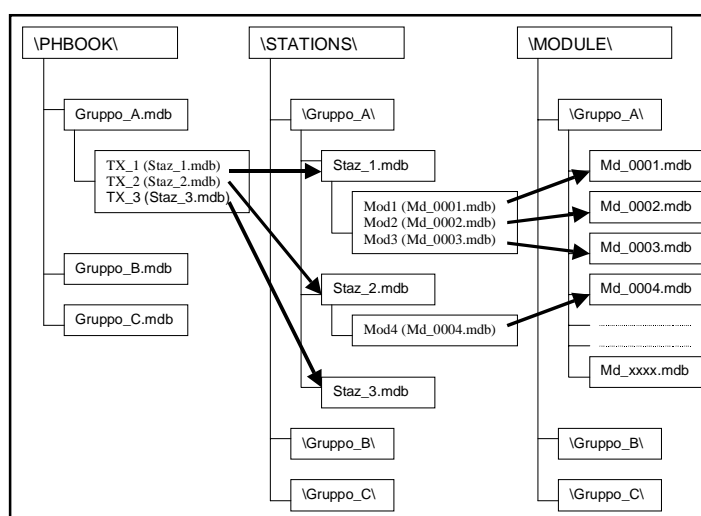 \PHBOOK\
Gruppo_A.mdb
TX_1 (Staz_1.mdb)
TX_2 (Staz_2.mdb)
TX_3 (Staz_3.mdb)
Gruppo_B.mdb
Gruppo_C.mdb
\STATIONS\
\Gruppo_A\
Staz_1.mdb
Mod1 (Md_0001.mdb)
Mod2 (Md_0002.mdb)
Mod3 (Md_0003.mdb)
Staz_2.mdb
Mod4 (Md_0004.mdb)
Staz_3.mdb
\Gruppo_B\
\Gruppo_C\
\MODULE\
\Gruppo_A\
Md_0001.mdb
Md_0002.mdb
Md_0003.mdb
Md_0004.mdb
Md_xxxx.mdb
\Gruppo_B\
\Gruppo_C\